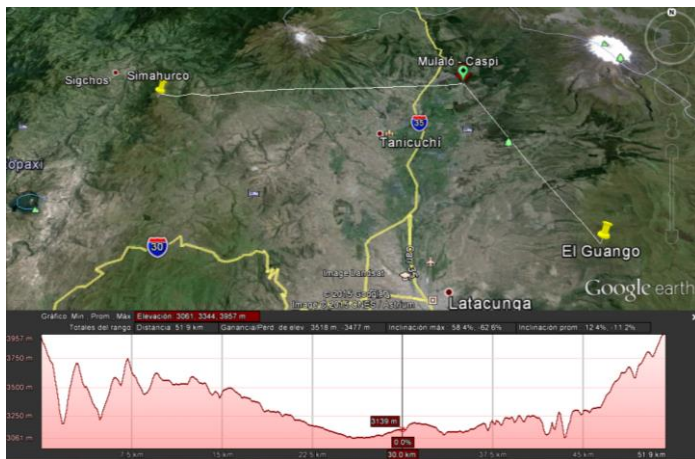 Mulaló - Caspi
Sigchos
Simahurco
35
Tanicuchi
opaxi
30
El Guango
Image Landsat
Latacunga
Google earth
Gráfico Min., Prom., Máx. Elevación: 3061, 3344, 3957 m
Totales del rango: Distancia: 51.9 km Ganancia/Pérd. de elev.: 3518 m, -3477 m Inclinación máx.: 58.4%, -62.6% Inclinación prom.: 12.4%, -11.2%
3957 m
3750 m
3500 m
3250 m
3061 m
3139 m
0.0%
7.5 km
15 km
22.5 km
30.0 km
37.5 km
45 km
51.9 km